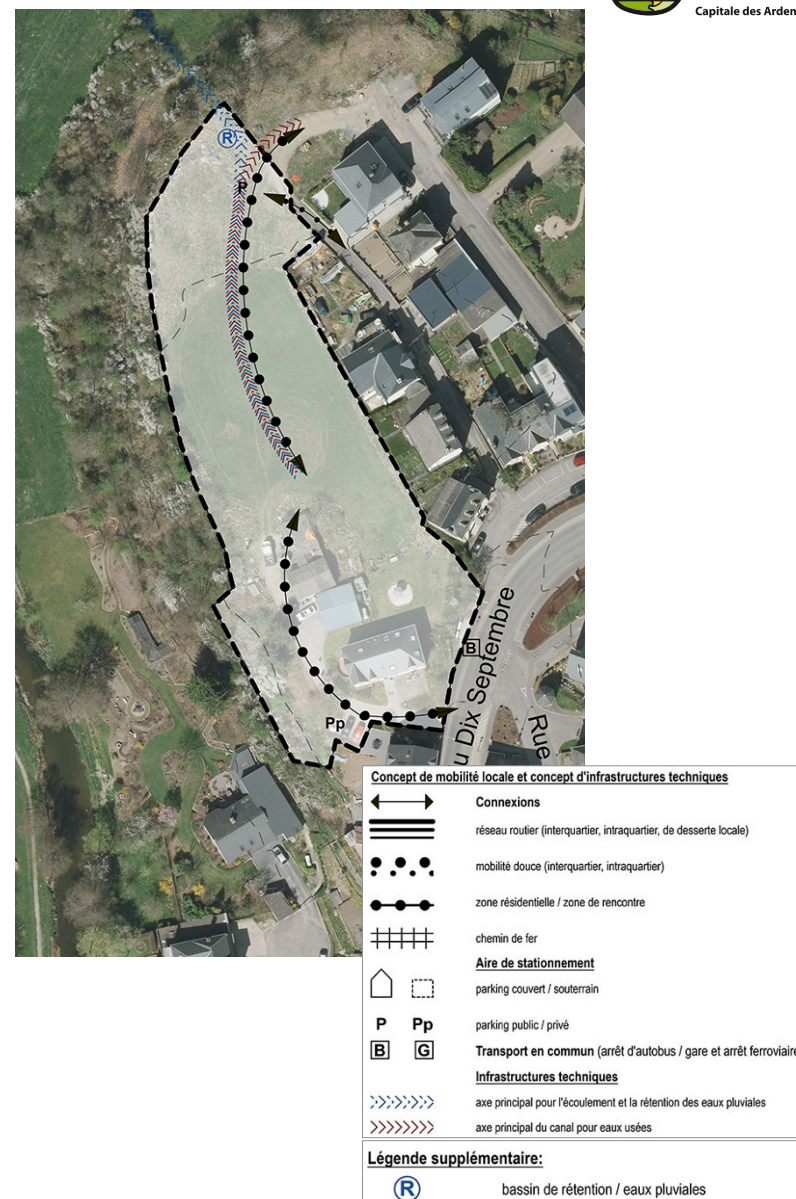 Capitale des Arden
R
P
B
u Dix Septembre
Rue
Pp
Concept de mobilité locale et concept d'infrastructures techniques
Connexions
réseau routier (interquartier, intraquartier, de desserte locale)
mobilité douce (interquartier, intraquartier)
zone résidentielle / zone de rencontre
chemin de fer
Aire de stationnement
parking couvert / souterrain
P Pp parking public / privé
B G Transport en commun (arrêt d'autobus / gare et arrêt ferroviaire
Infrastructures techniques
axe principal pour l'écoulement et la rétention des eaux pluviales
axe principal du canal pour eaux usées
Légende supplémentaire:
R bassin de rétention / eaux pluviales